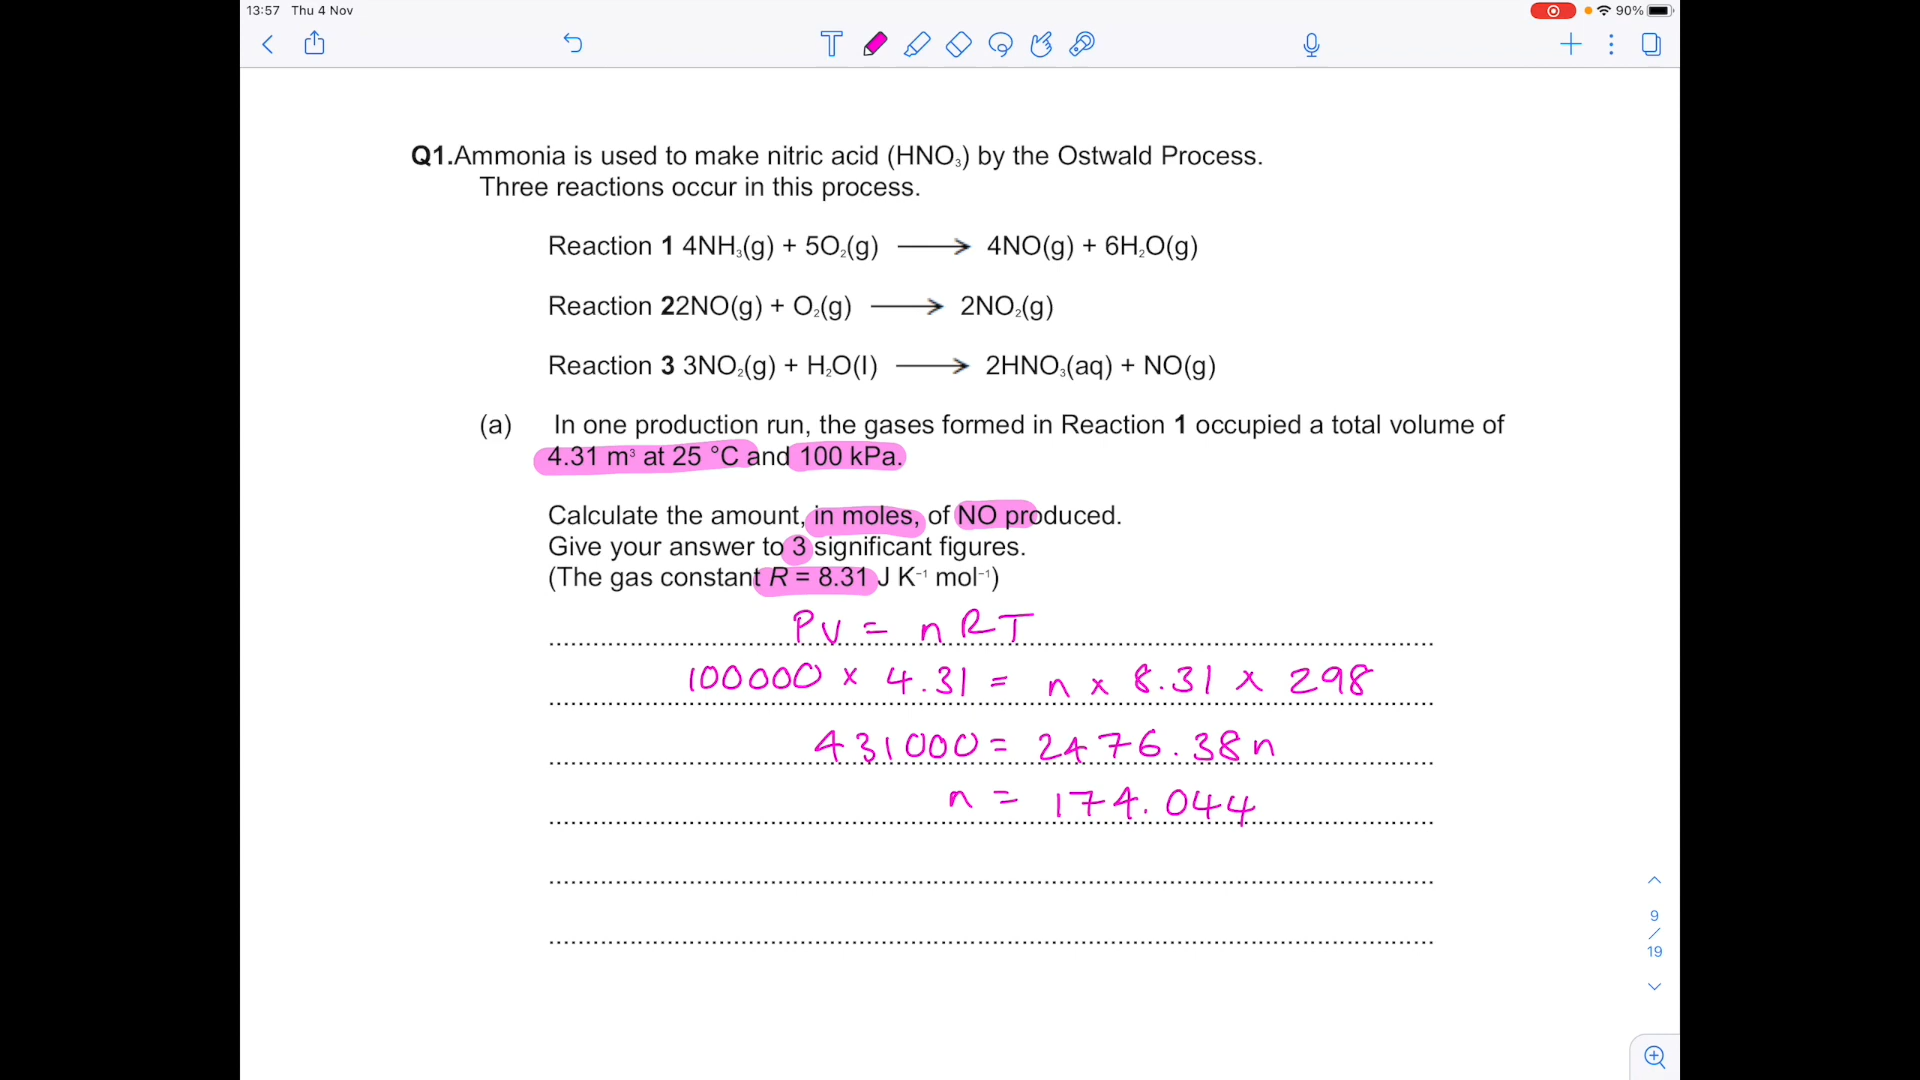 13:57 Thu 4 Nov
90%
T
Q1.Ammonia is used to make nitric acid (HNO₃) by the Ostwald Process.
Three reactions occur in this process.
Reaction 1 4NH₃(g) + 5O₂(g) ⟶ 4NO(g) + 6H₂O(g)
Reaction 22NO(g) + O₂(g) ⟶ 2NO₂(g)
Reaction 3 3NO₂(g) + H₂O(l) ⟶ 2HNO₃(aq) + NO(g)
(a) In one production run, the gases formed in Reaction 1 occupied a total volume of
4.31 m³ at 25 °C and 100 kPa.
Calculate the amount, in moles, of NO produced.
Give your answer to 3 significant figures.
(The gas constant R = 8.31 J K⁻¹ mol⁻¹)
PV = nRT
100000 × 4.31 = n × 8.31 × 298
431000 = 2476.38n
n = 174.044
9
/
19